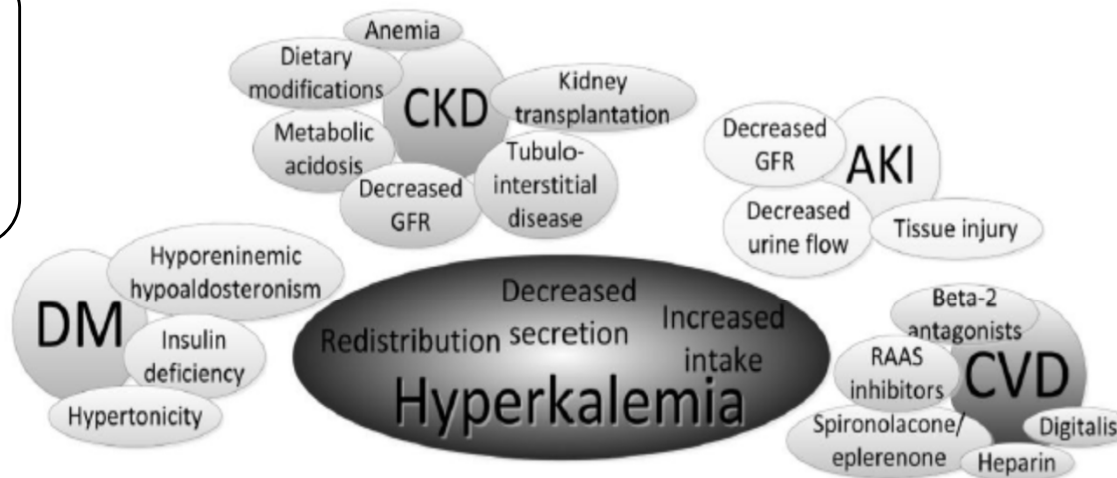 Anemia
Dietary
modifications
CKD
Kidney
transplantation
Metabolic
acidosis
Tubulo-
interstitial
disease
Decreased
GFR
Decreased
GFR
AKI
Decreased
urine flow
Tissue injury
Hyporeninemic
hypoaldosteronism
DM
Insulin
deficiency
Hypertonicity
Decreased
secretion
Redistribution
Increased
intake
Hyperkalemia
Beta-2
antagonists
RAAS
inhibitors
CVD
Spironolacone/
eplerenone
Digitalis
Heparin